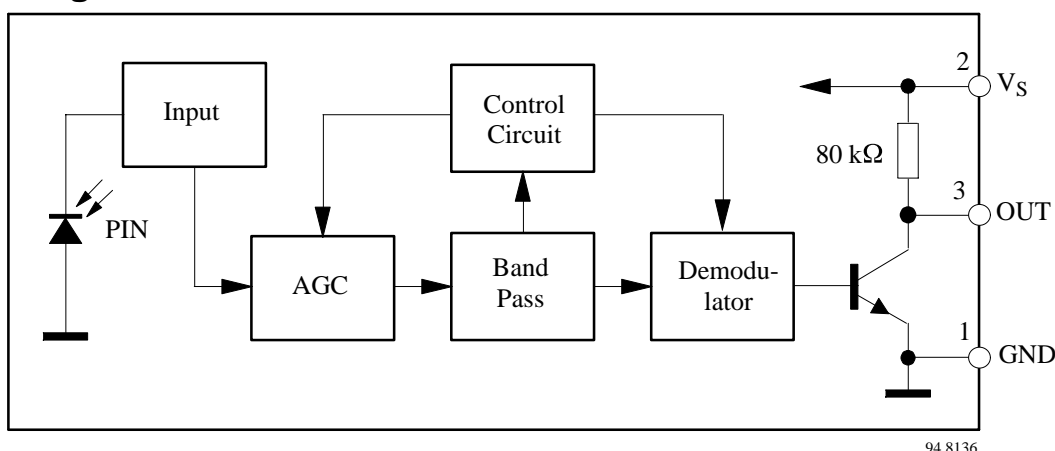 Input
Control
Circuit
2
V_S
80 kΩ
3
OUT
PIN
AGC
Band
Pass
Demodu-
lator
1
GND
94 8136